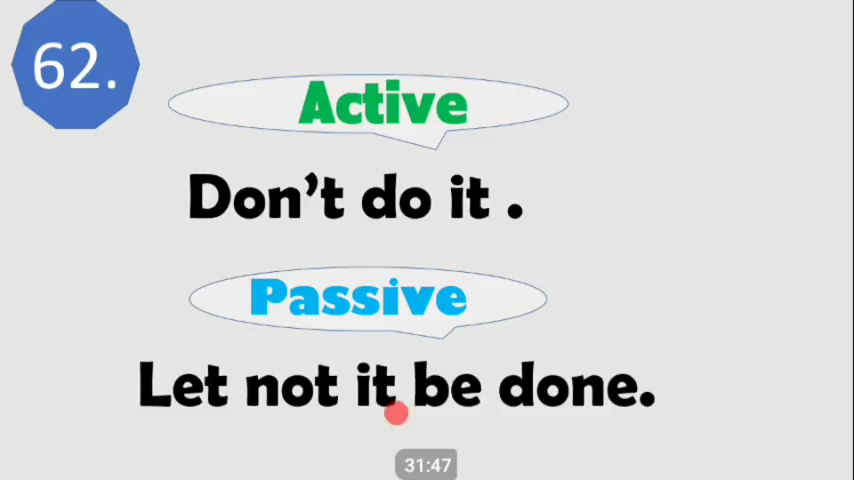 62.
Active
Don't do it .
Passive
Let not it be done.
31:47